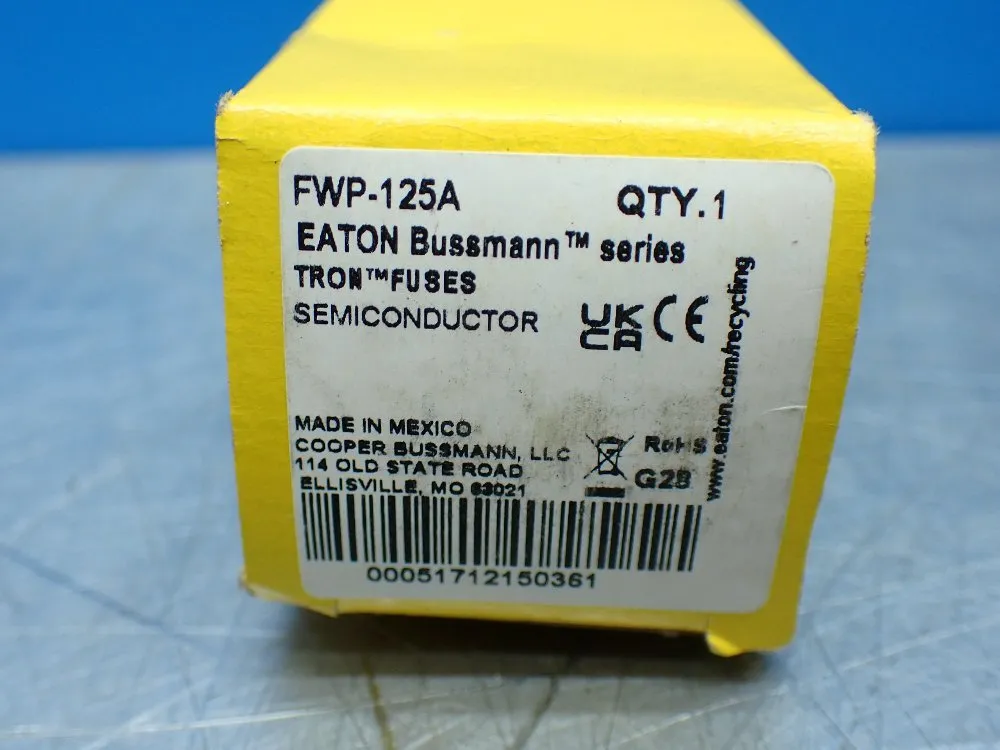 FWP-125A QTY.1
EATON Bussmann™ series
TRON™FUSES
SEMICONDUCTOR
UK
CA CE
www.eaton.com/recycling
MADE IN MEXICO
COOPER BUSSMANN, LLC
114 OLD STATE ROAD
ELLISVILLE, MO 63021
RoHS
G28
00051712150361